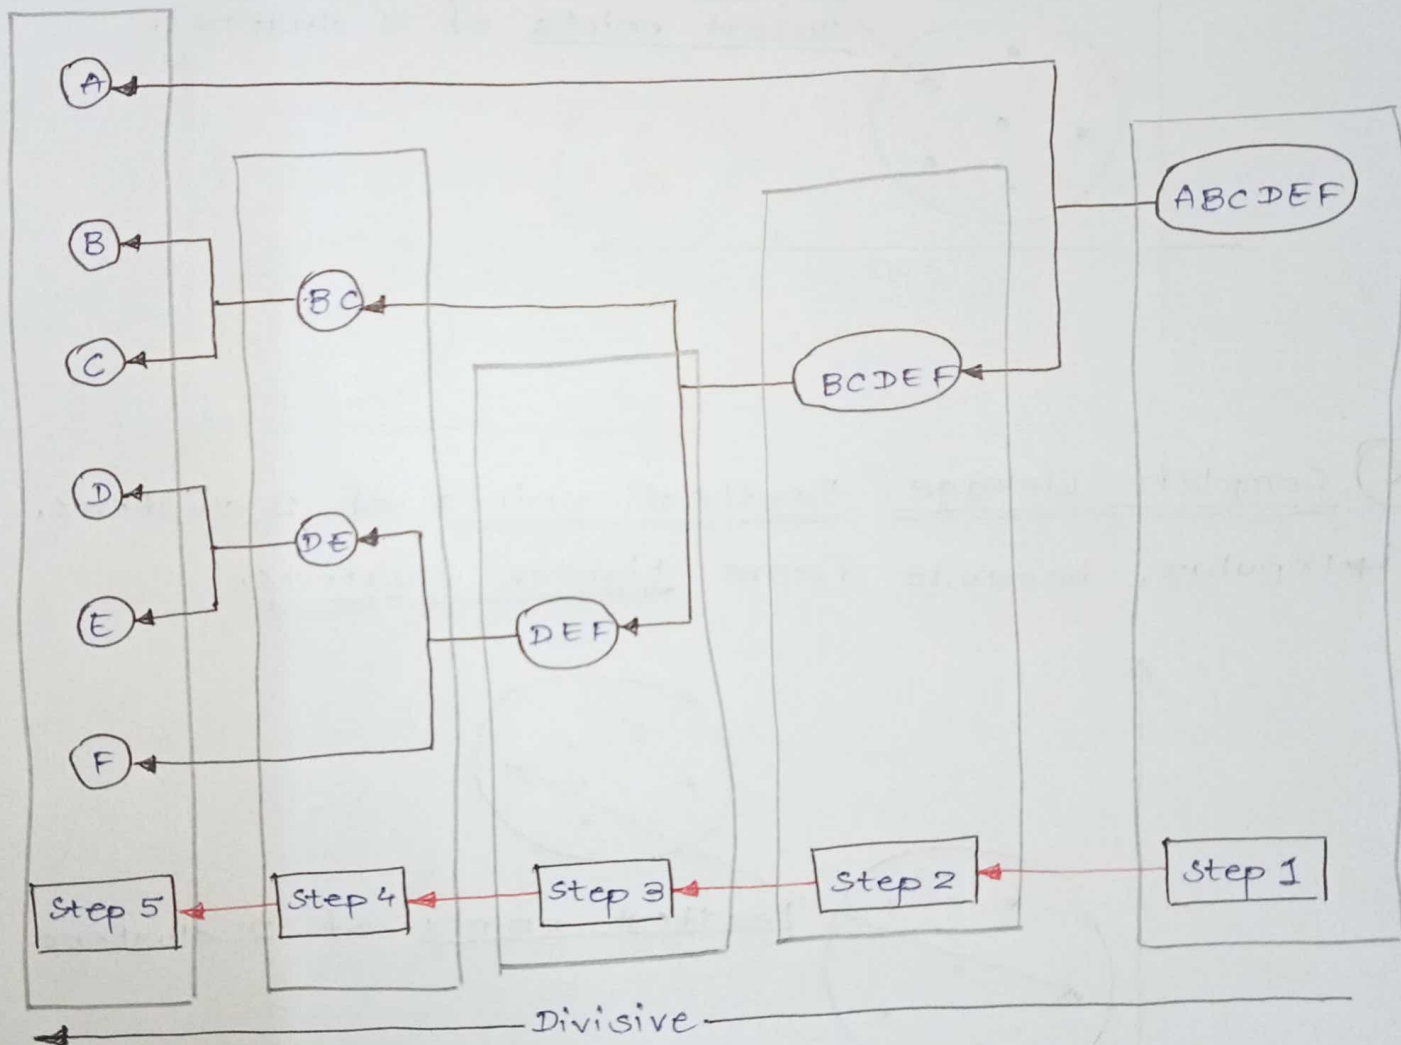 A
ABCDEF
B
BC
C
BCDEF
D
DE
E
DEF
F
Step 5
Step 4
Step 3
Step 2
Step 1
Divisive